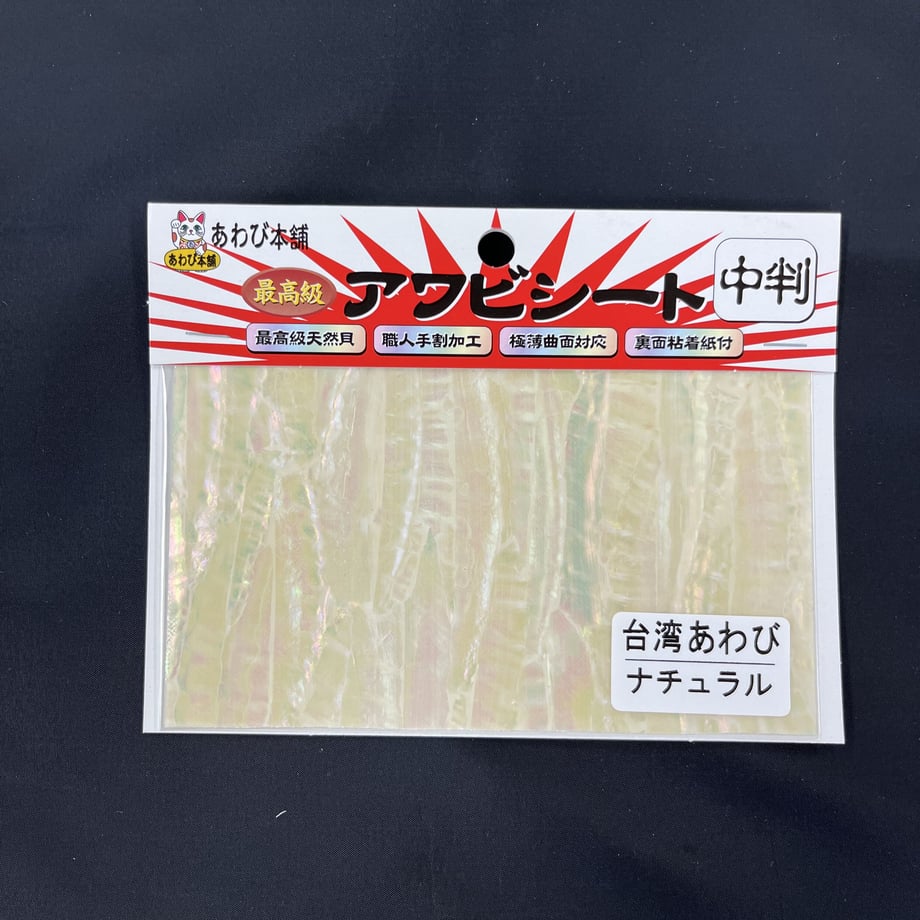 あわび本舗
あわび本舗
最高級
アワビシート
中判
最高級天然貝
職人手割加工
極薄曲面対応
裏面粘着紙付
台湾あわび
ナチュラル